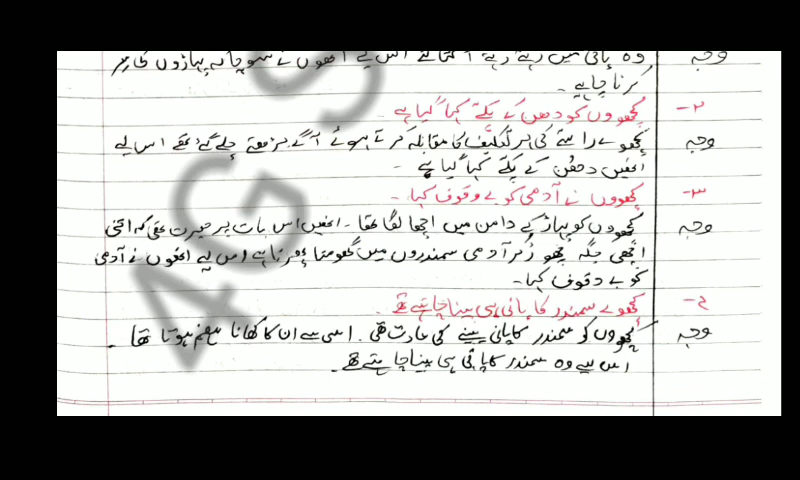 وجہ وہ پانی میں رہتے رہتے اکتا گئے اس لیے انھوں نے سوچا کہ پہاڑوں کی سیر
کرنا چاہیے ۔
۲- کچھووں کو دھن کے پکے کہا گیا ہے ۔
وجہ کچھوے راستے کی ہر تکلیف کا مقابلہ کرتے ہوئے آگے بڑھتے چلے گئے تھے اس لیے
انھیں دھن کے پکے کہا گیا ہے ۔
۳- کچھووں نے آدمی کو بے وقوف کہا ۔
وجہ کچھووں کو پہاڑ کے دامن میں اچھا لگا تھا ۔ انھیں اس بات پر حیرت تھی کہ اتنی
اچھی جگہ چھوڑ کر آدمی سمندروں میں گھومتا پھرتا ہے اس لیے انھوں نے آدمی
کو بے وقوف کہا ۔
۴- کچھوے سمندر کا پانی ہی پینا چاہتے تھے
وجہ کچھووں کو سمندر کا پانی پینے کی عادت تھی ۔ اسی سے ان کا کھانا ہضم ہوتا تھا ۔
اس لیے وہ سمندر کا پانی ہی پینا چاہتے تھے ۔
4G S